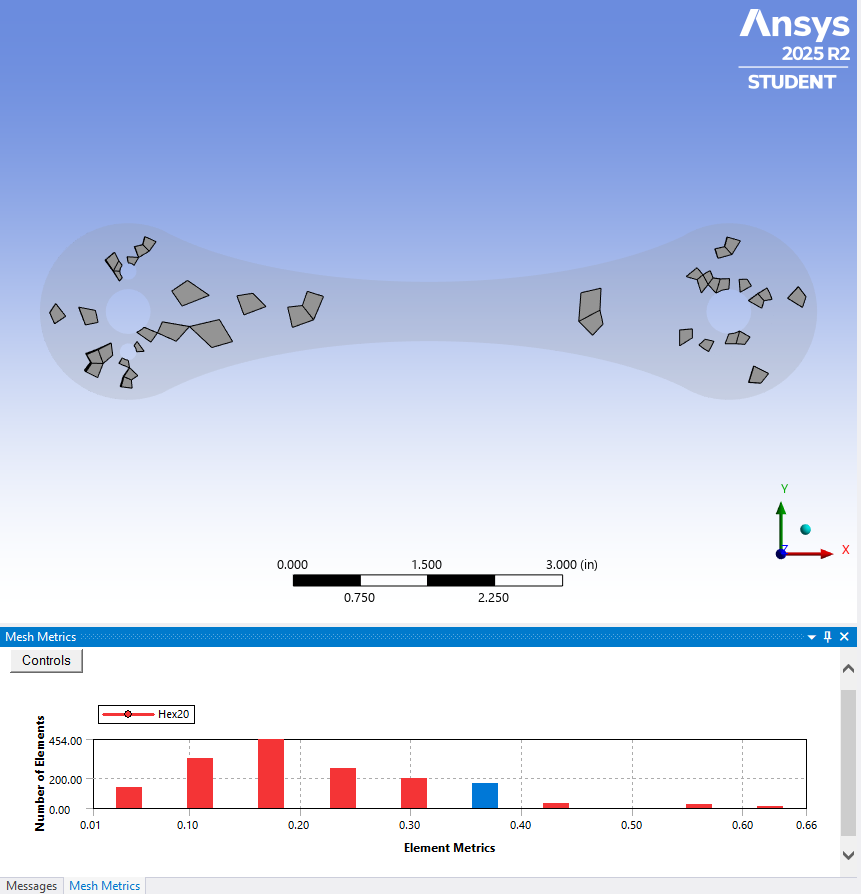 Ansys
2025 R2
STUDENT
Y
Z
X
0.000
1.500
3.000 (in)
0.750
2.250
Mesh Metrics
Controls
Hex20
Number of Elements
454.00
200.00
0.00
0.01
0.10
0.20
0.30
0.40
0.50
0.60
0.66
Element Metrics
Messages
Mesh Metrics